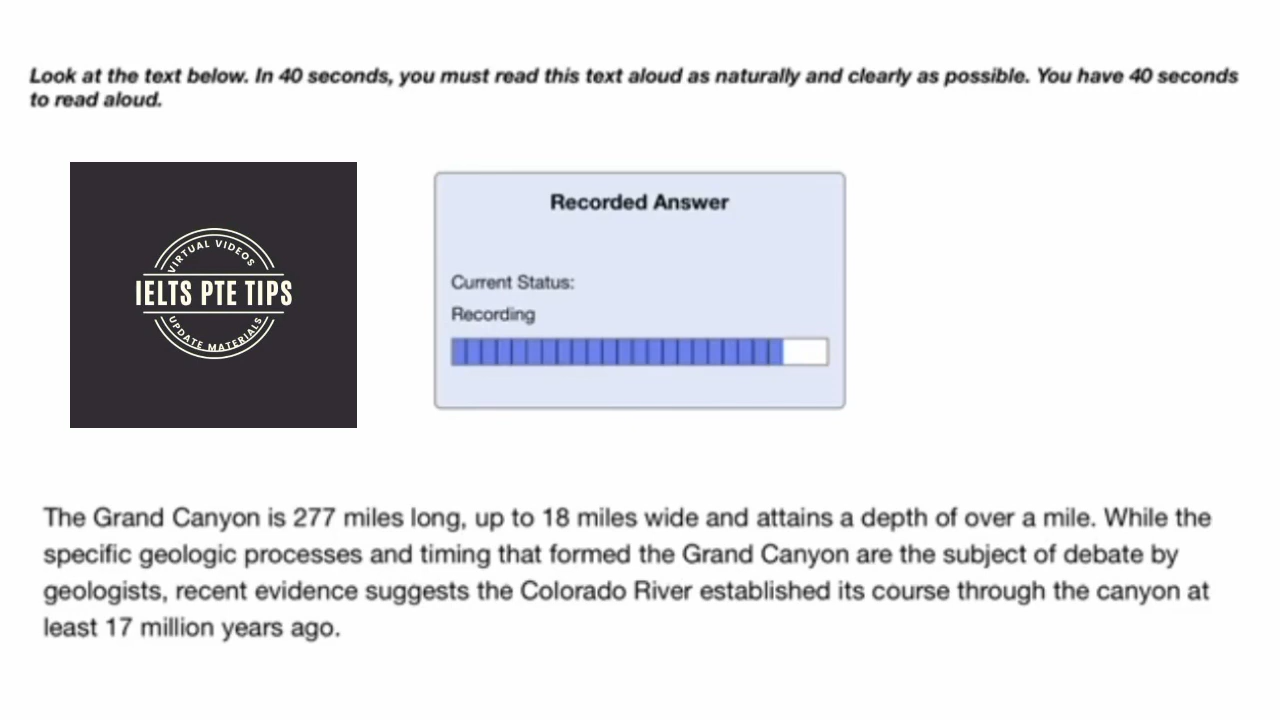 Look at the text below. In 40 seconds, you must read this text aloud as naturally and clearly as possible. You have 40 seconds
to read aloud.
VIRTUAL VIDEOS
IELTS PTE TIPS
UPDATE MATERIALS
Recorded Answer
Current Status:
Recording
The Grand Canyon is 277 miles long, up to 18 miles wide and attains a depth of over a mile. While the
specific geologic processes and timing that formed the Grand Canyon are the subject of debate by
geologists, recent evidence suggests the Colorado River established its course through the canyon at
least 17 million years ago.